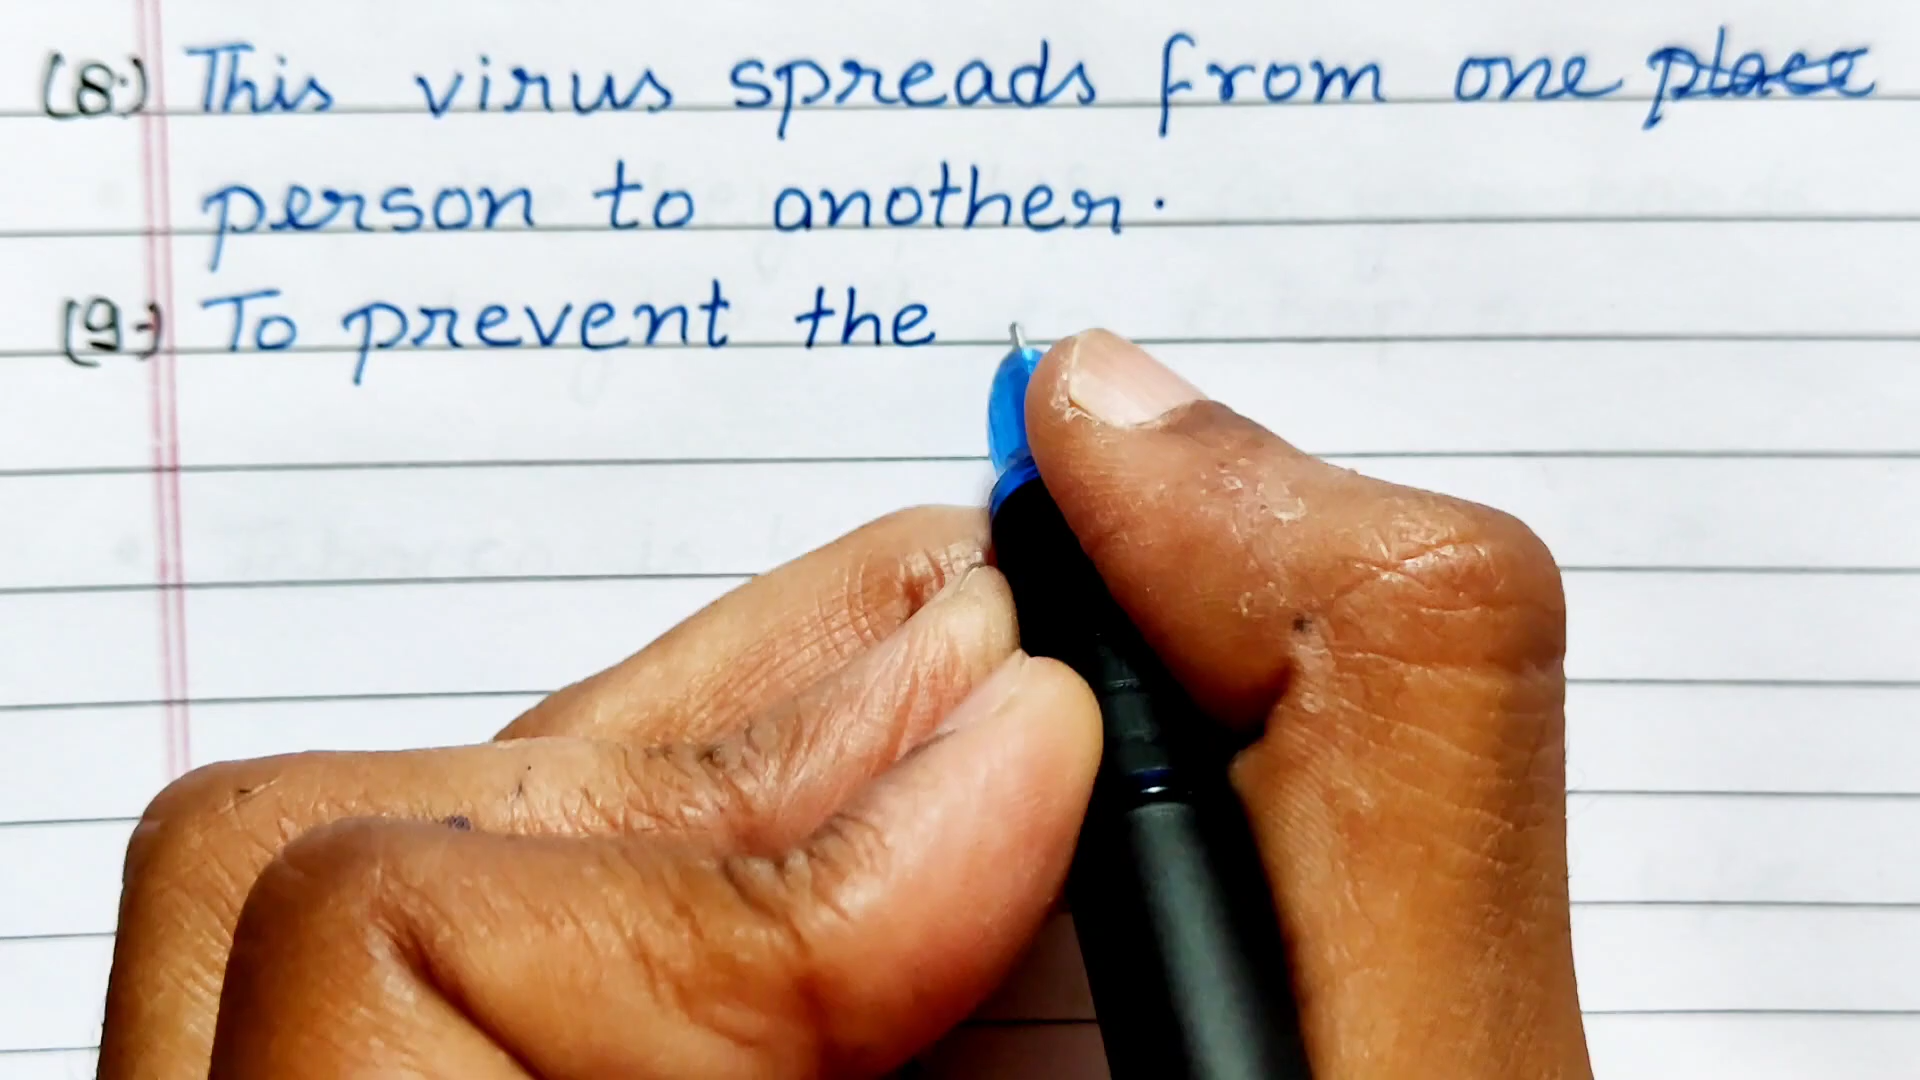 (8.) This virus spreads from one place
person to another.
(9.) To prevent the